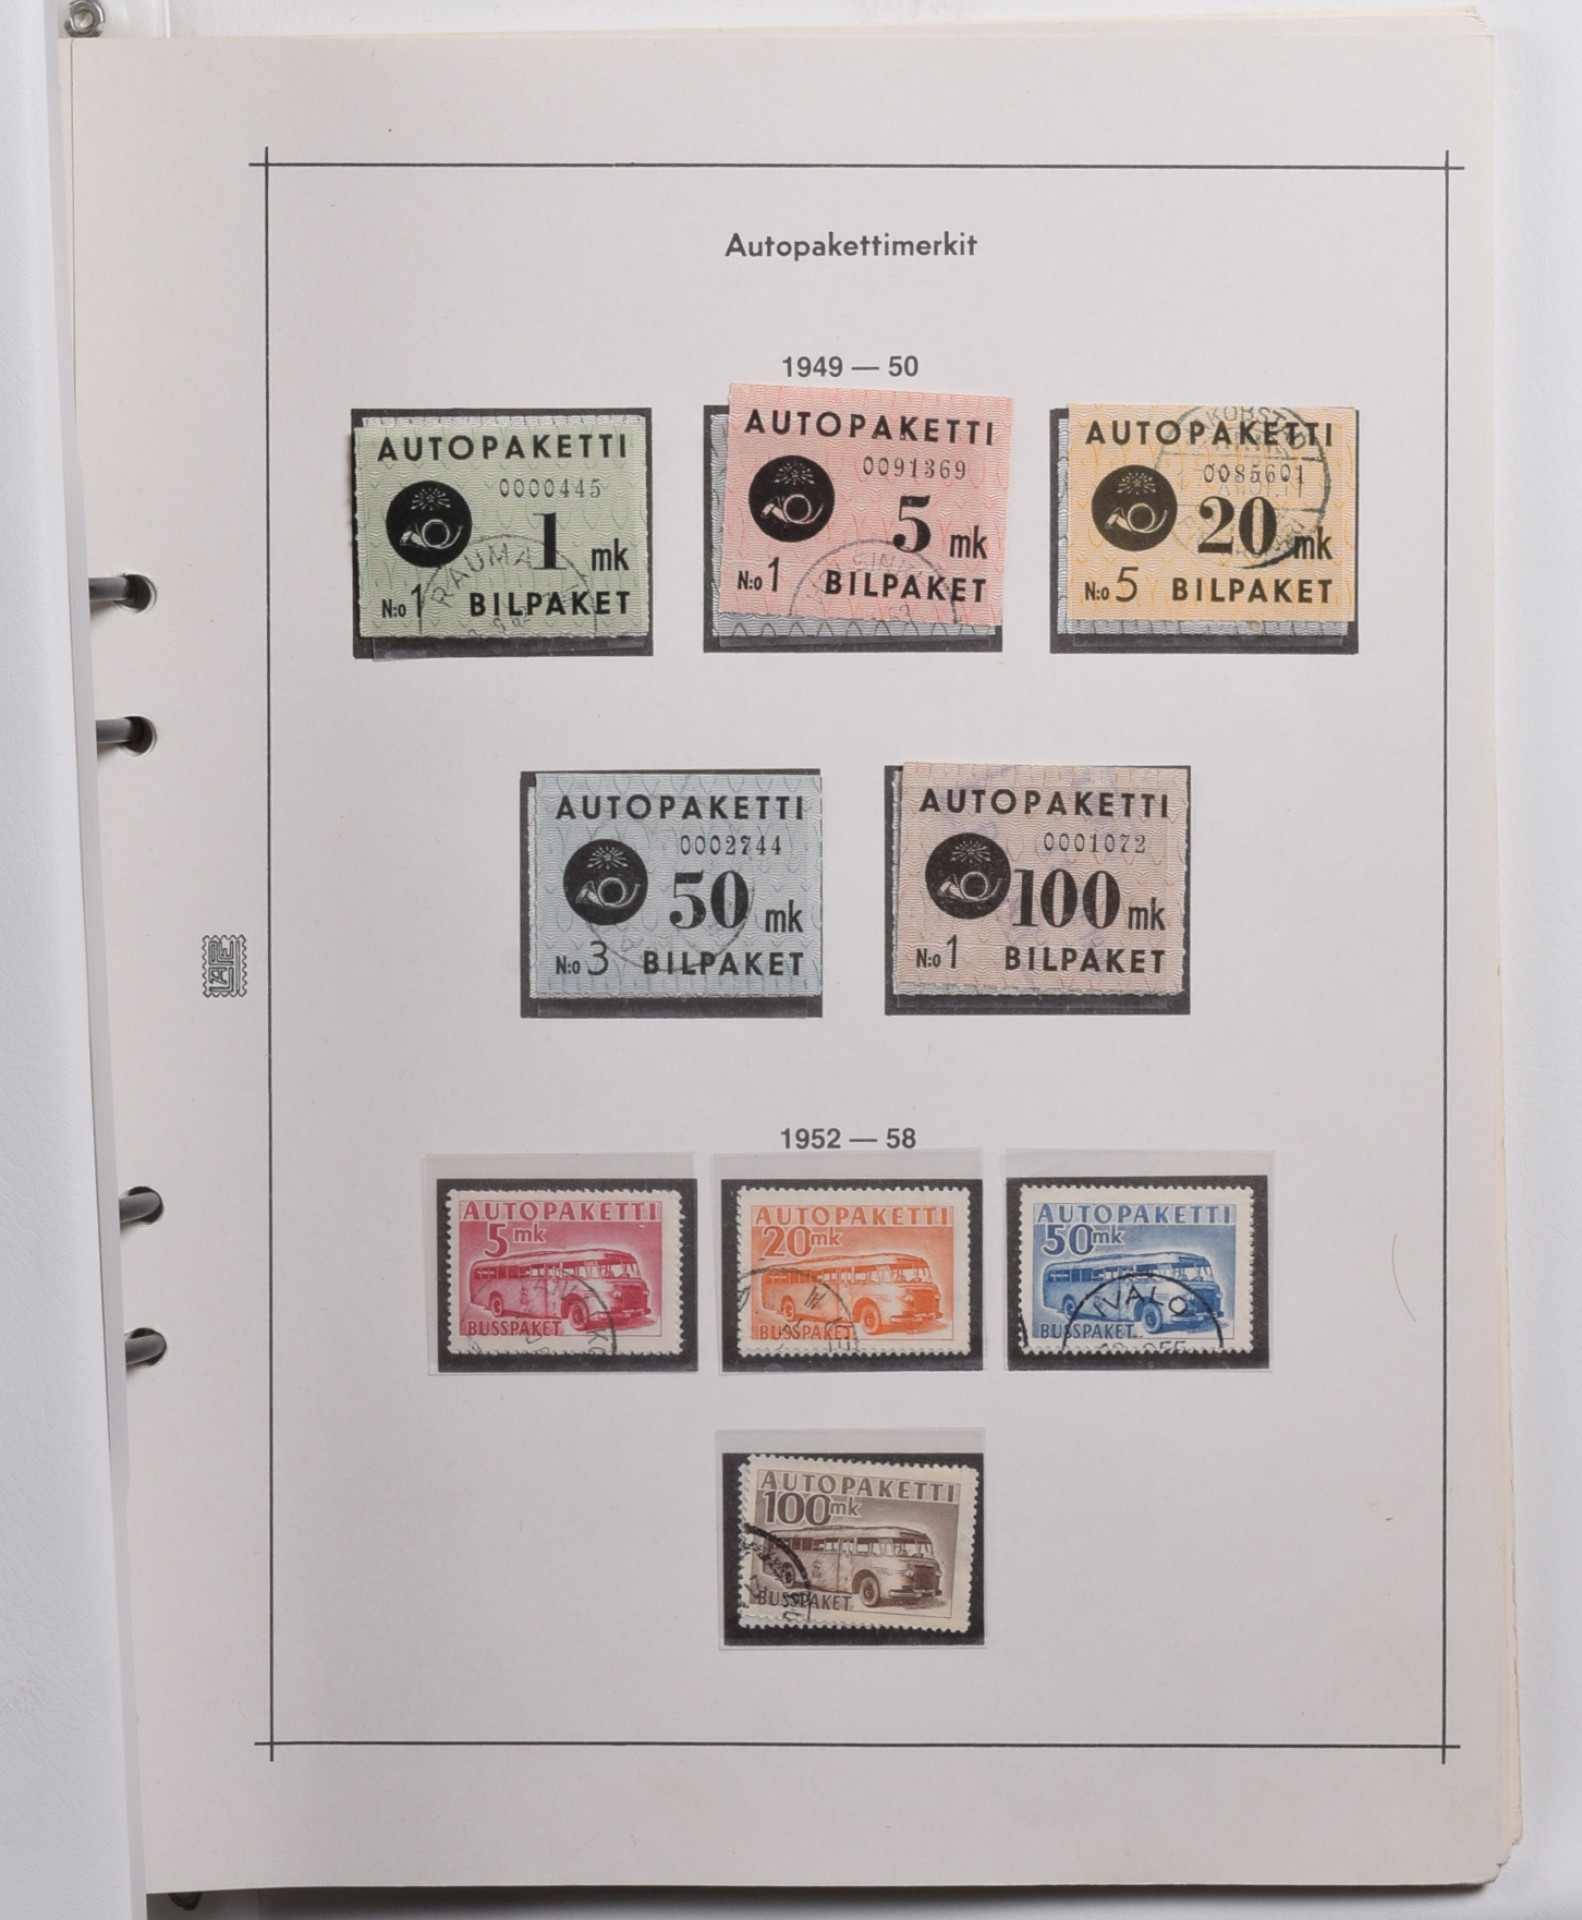 Autopakettimerkit
1949 — 50
AUTOPAKETTI
0000445
1 mk
N:o 1 BILPAKET
RAUMA
AUTOPAKETTI
0091369
5 mk
N:o 1 BILPAKET
AUTOPAKETTI
0085601
20 mk
N:o 5 BILPAKET
AUTOPAKETTI
0002744
50 mk
N:o 3 BILPAKET
AUTOPAKETTI
0001072
100 mk
N:o 1 BILPAKET
LAPE
1952 — 58
AUTOPAKETTI
5 mk
BUSSPAKET
AUTOPAKETTI
20 mk
BUSSPAKET
AUTOPAKETTI
50 mk
IVALO
BUSSPAKET
AUTOPAKETTI
100 mk
BUSSPAKET